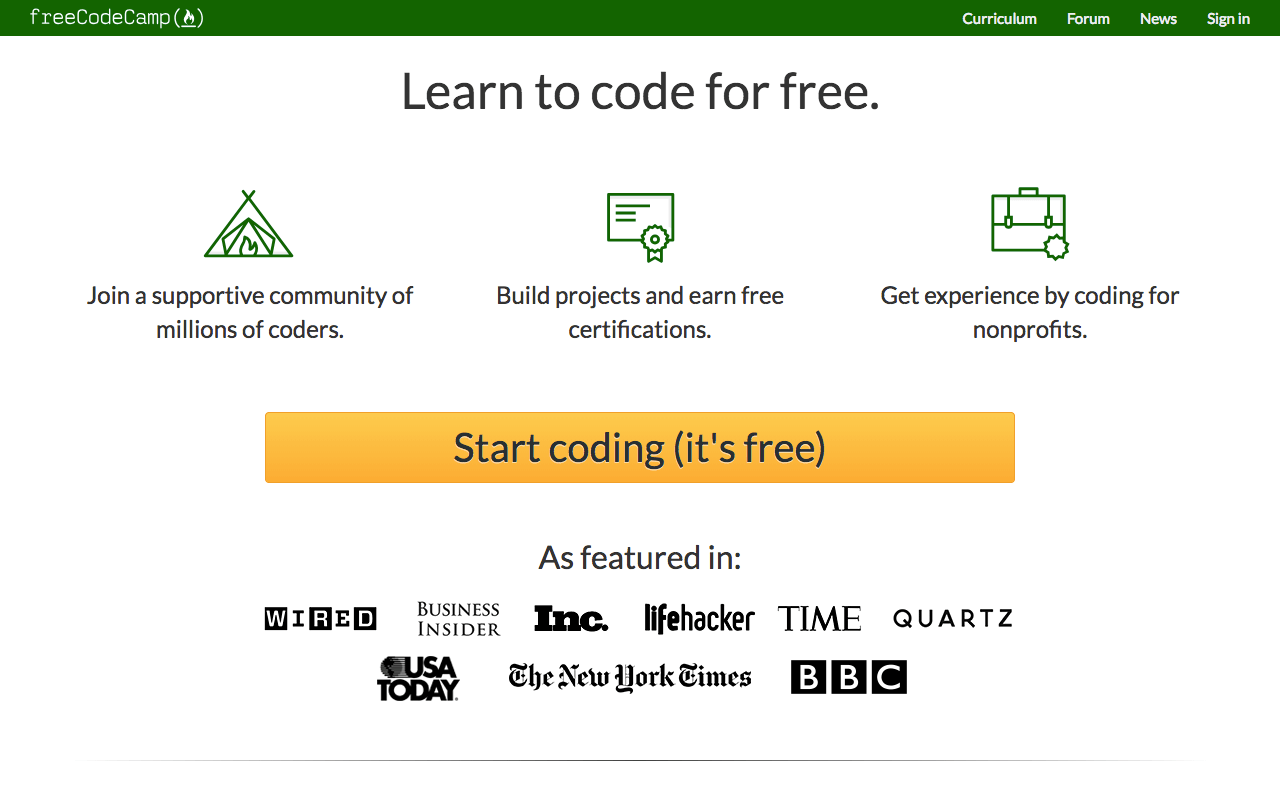 freeCodeCamp
Curriculum Forum News Sign in
Learn to code for free.
Join a supportive community of
millions of coders.
Build projects and earn free
certifications.
Get experience by coding for
nonprofits.
Start coding (it's free)
As featured in:
WIRED
BUSINESS
INSIDER
Inc.
lifehacker
TIME
QUARTZ
USA
TODAY
The New York Times
BBC